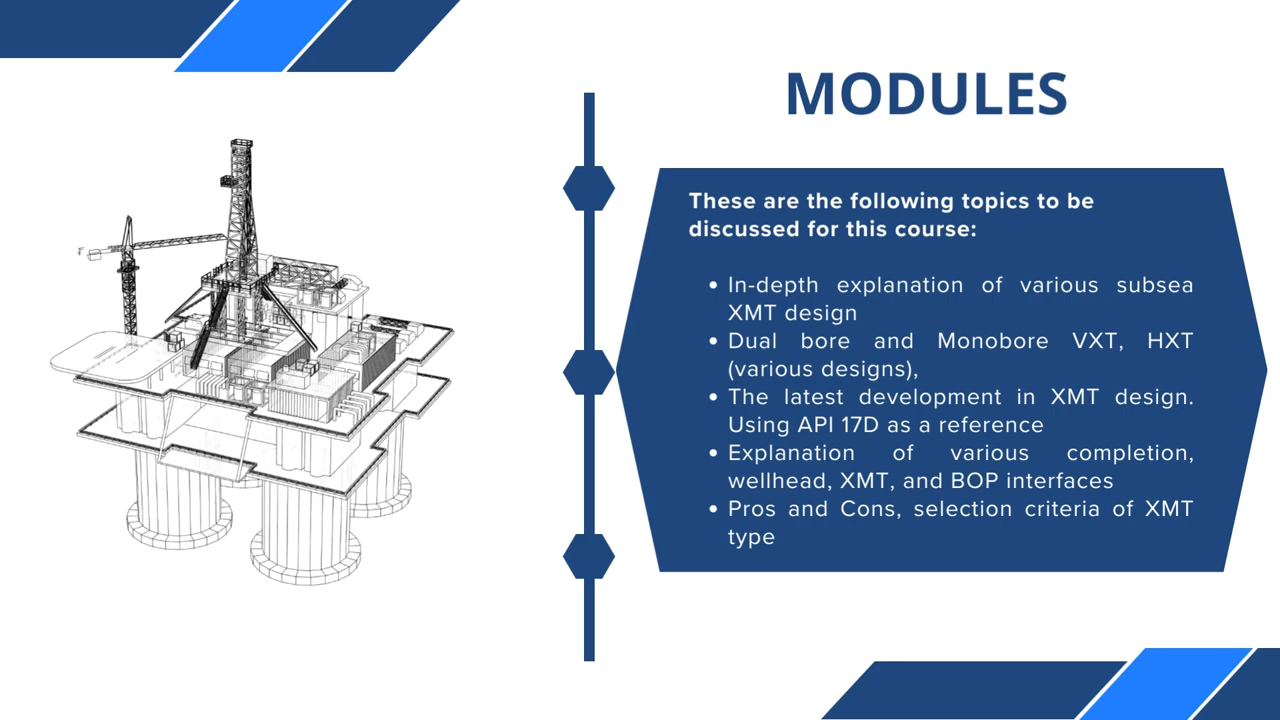 MODULES
These are the following topics to be
discussed for this course:
• In-depth explanation of various subsea
XMT design
• Dual bore and Monobore VXT, HXT
(various designs),
• The latest development in XMT design.
Using API 17D as a reference
• Explanation of various completion,
wellhead, XMT, and BOP interfaces
• Pros and Cons, selection criteria of XMT
type